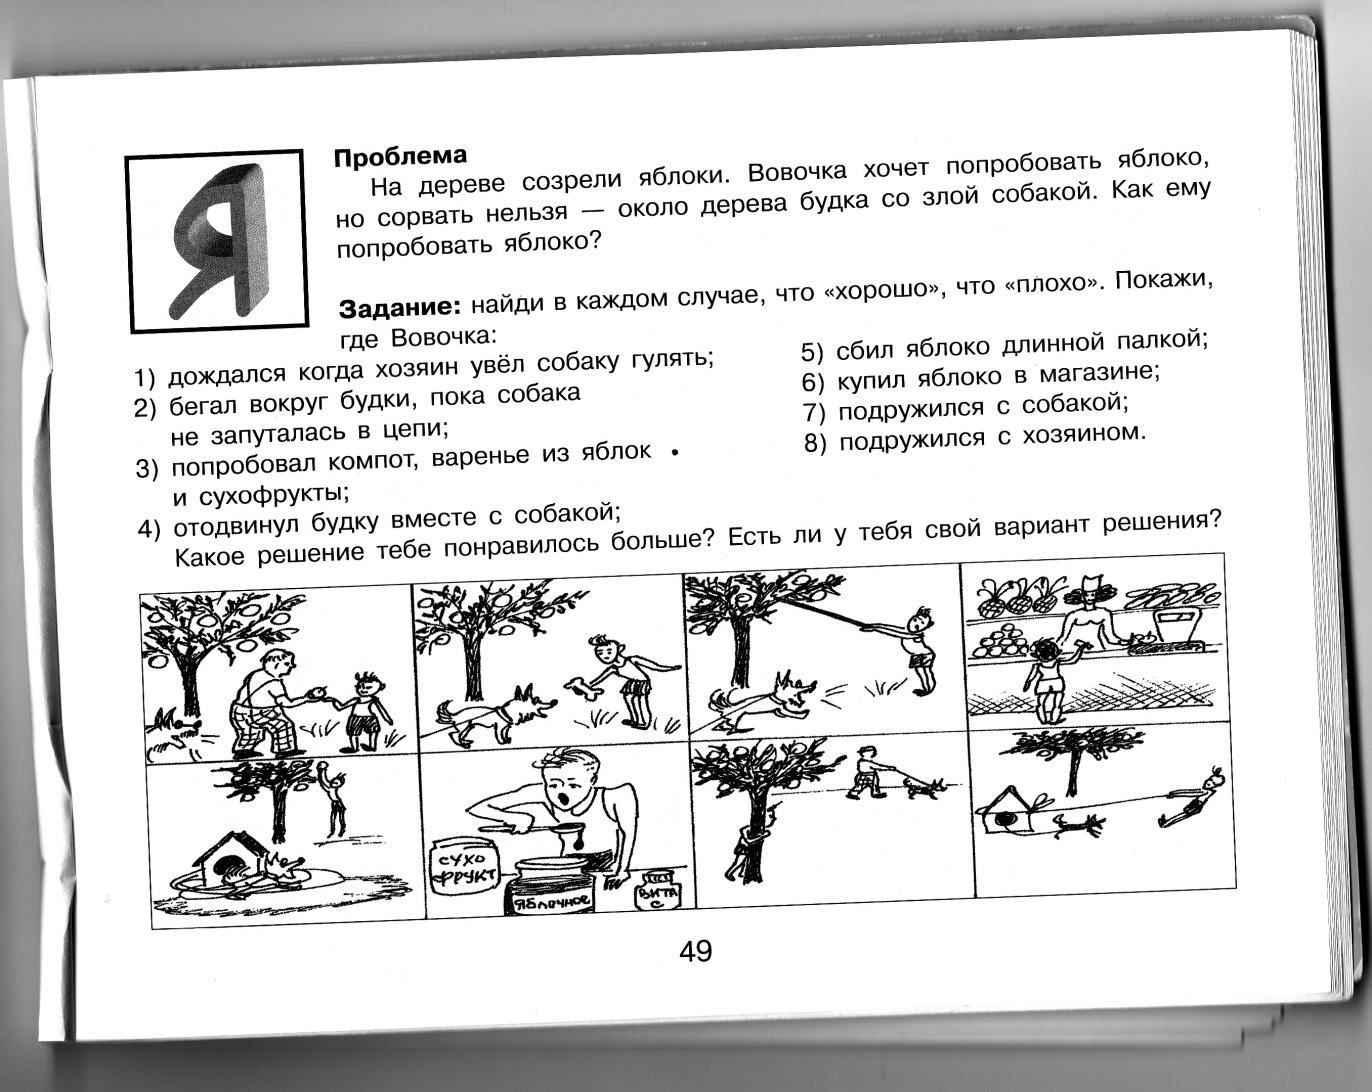 Я
Проблема
На дереве созрели яблоки. Вовочка хочет попробовать яблоко,
но сорвать нельзя — около дерева будка со злой собакой. Как ему
попробовать яблоко?
Задание: найди в каждом случае, что «хорошо», что «плохо». Покажи,
где Вовочка:
1) дождался когда хозяин увёл собаку гулять;
2) бегал вокруг будки, пока собака
не запуталась в цепи;
3) попробовал компот, варенье из яблок
и сухофрукты;
4) отодвинул будку вместе с собакой;
5) сбил яблоко длинной палкой;
6) купил яблоко в магазине;
7) подружился с собакой;
8) подружился с хозяином.
Какое решение тебе понравилось больше? Есть ли у тебя свой вариант решения?
СУХО
ФРУКТ
ЯБЛОЧНОЕ
ВИТА
С
49